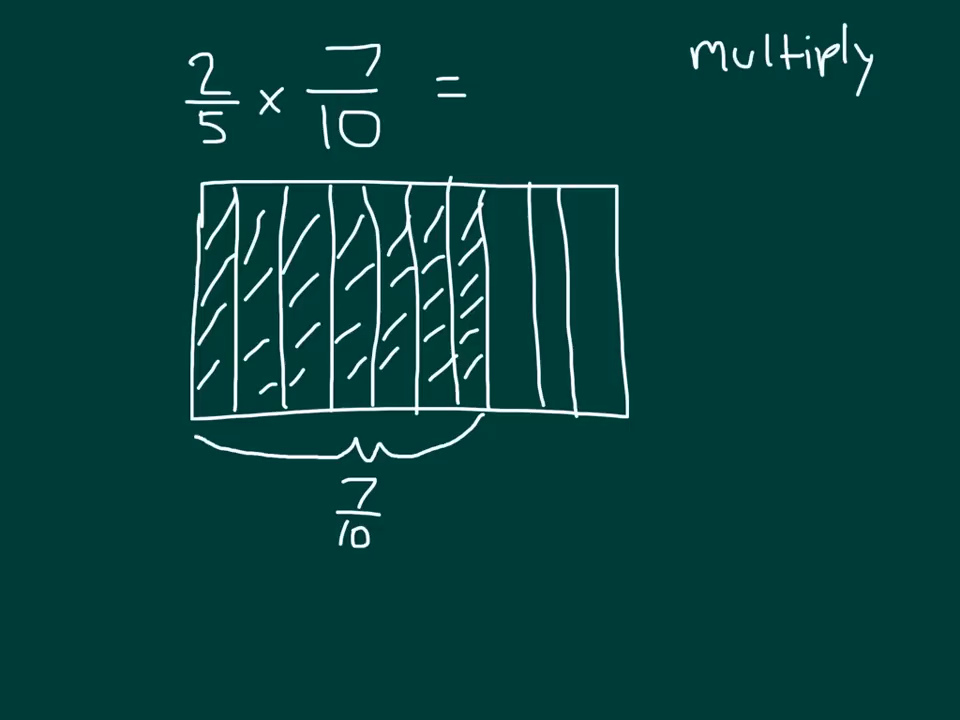 multiply
2/5 × 7/10 =
7/10